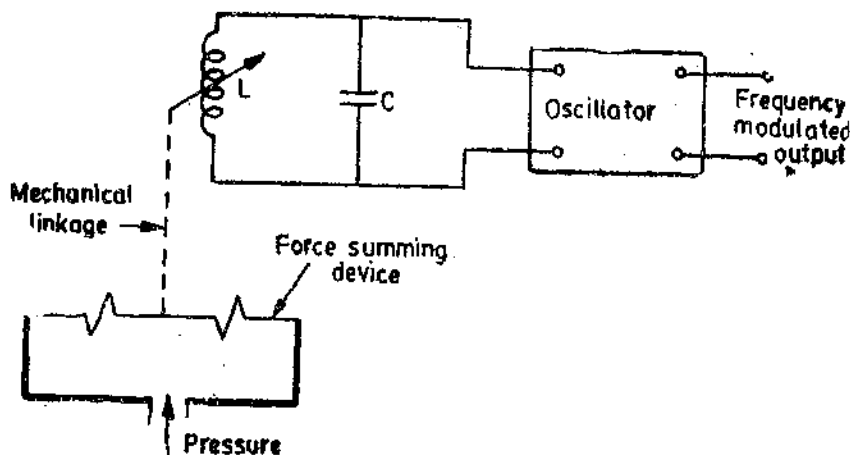 L
C
Oscillator
Frequency
modulated
output
Mechanical
linkage
Force summing
device
Pressure